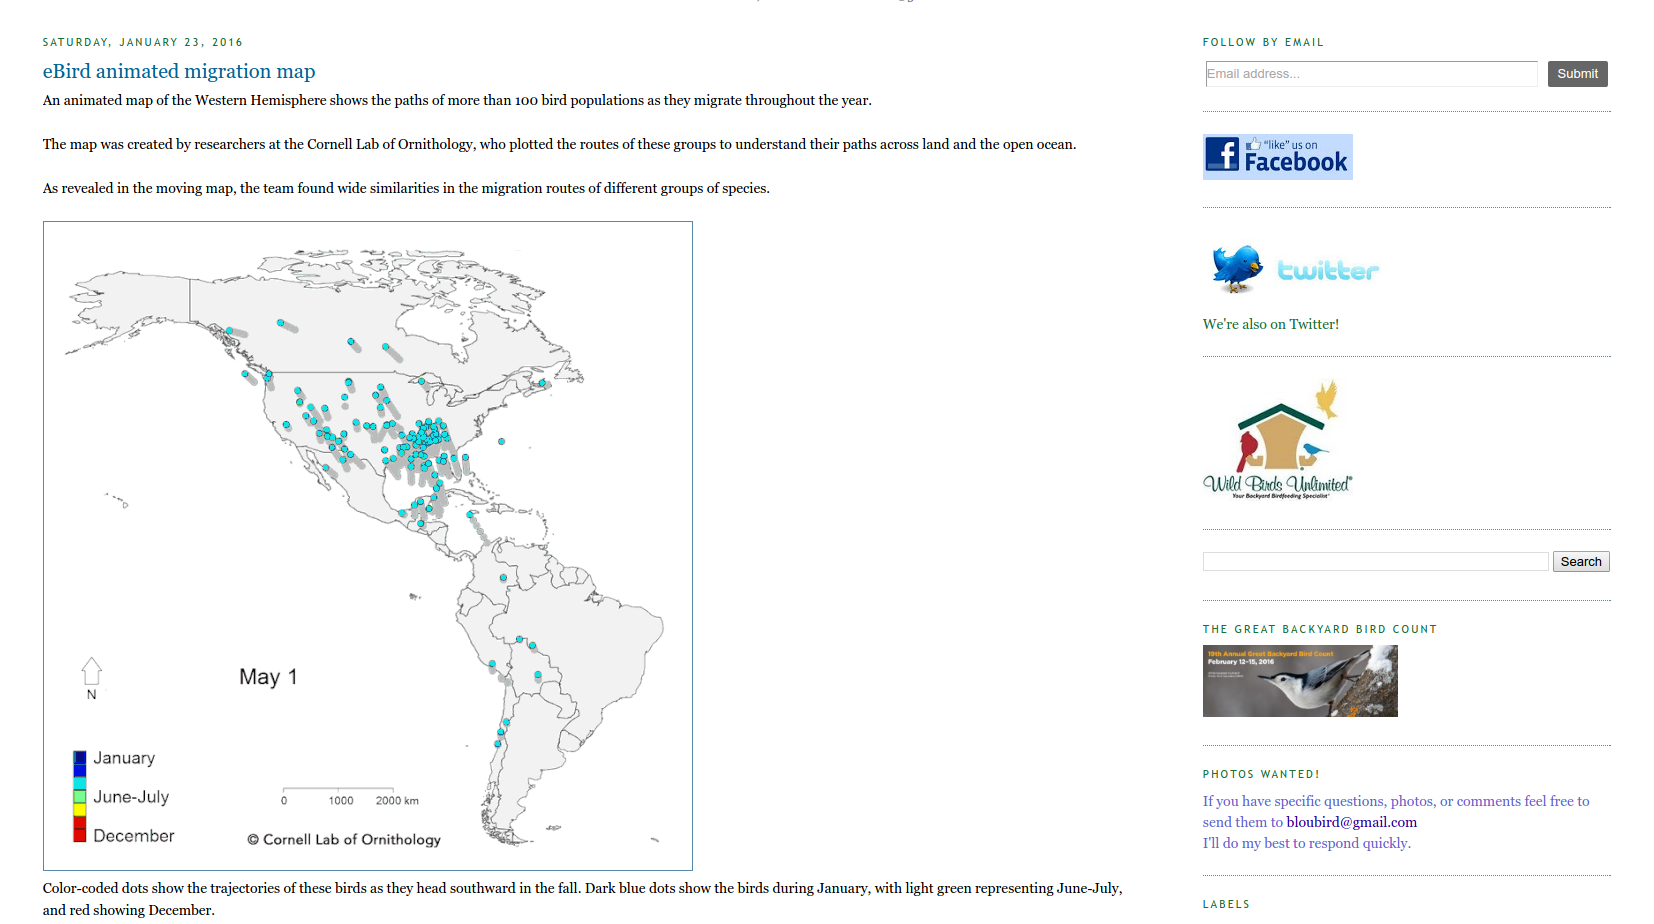 SATURDAY, JANUARY 23, 2016
eBird animated migration map
An animated map of the Western Hemisphere shows the paths of more than 100 bird populations as they migrate throughout the year.
The map was created by researchers at the Cornell Lab of Ornithology, who plotted the routes of these groups to understand their paths across land and the open ocean.
As revealed in the moving map, the team found wide similarities in the migration routes of different groups of species.
May 1
N
January
June-July
December
0 1000 2000 km
© Cornell Lab of Ornithology
Color-coded dots show the trajectories of these birds as they head southward in the fall. Dark blue dots show the birds during January, with light green representing June-July,
and red showing December.
FOLLOW BY EMAIL
Email address...
Submit
"like" us on
f Facebook
twitter
We're also on Twitter!
Wild Birds Unlimited®
Your Backyard Birdfeeding Specialist®
Search
THE GREAT BACKYARD BIRD COUNT
19th Annual Great Backyard Bird Count
February 12-15, 2016
PHOTOS WANTED!
If you have specific questions, photos, or comments feel free to
send them to bloubird@gmail.com
I'll do my best to respond quickly.
LABELS